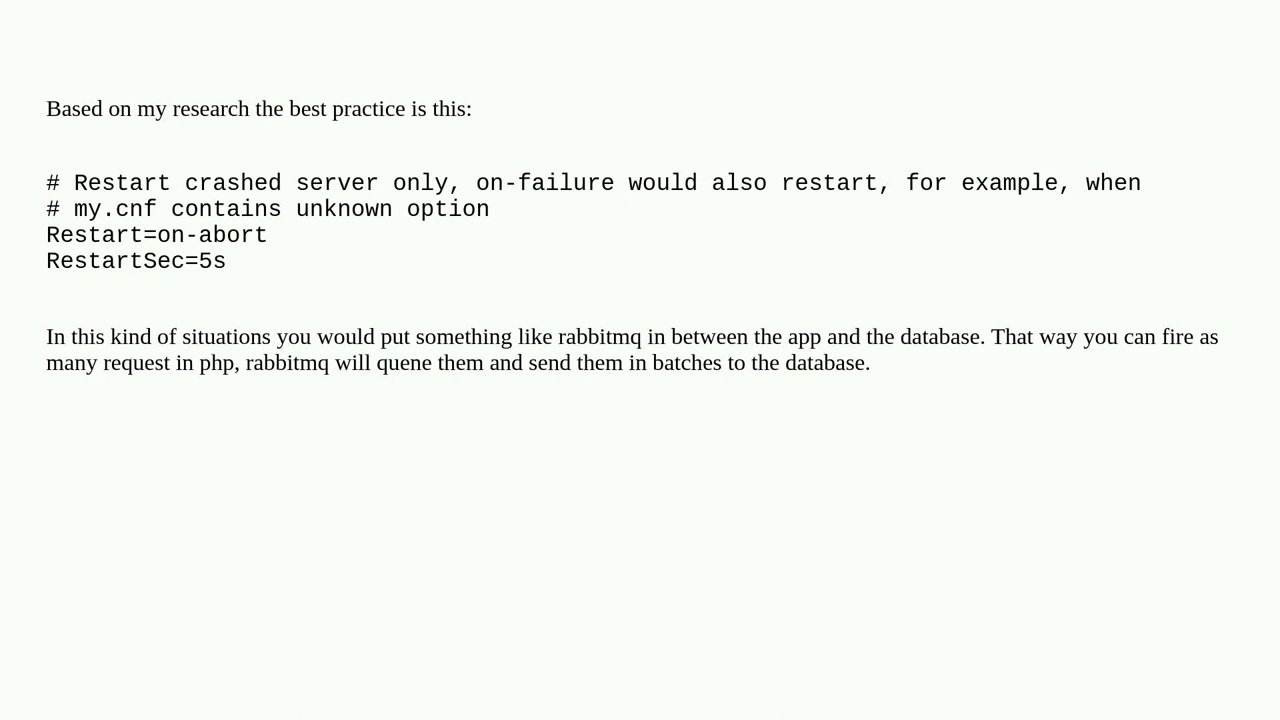 Based on my research the best practice is this:
# Restart crashed server only, on-failure would also restart, for example, when
# my.cnf contains unknown option
Restart=on-abort
RestartSec=5s
In this kind of situations you would put something like rabbitmq in between the app and the database. That way you can fire as
many request in php, rabbitmq will quene them and send them in batches to the database.